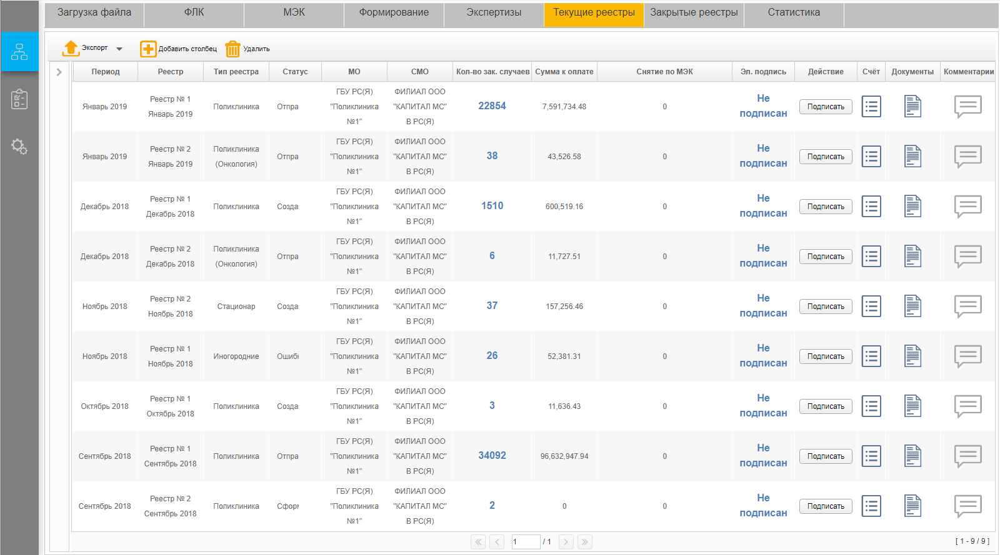 Загрузка файла ФЛК МЭК Формирование Экспертизы Текущие реестры Закрытые реестры Статистика
Экспорт Добавить столбец Удалить
Период Реестр Тип реестра Статус МО СМО Кол-во зак. случаев Сумма к оплате Снятие по МЭК Эл. подпись Действие Счёт Документы Комментарии
ГБУ РС(Я) ФИЛИАЛ ООО
Реестр № 1 Не
Январь 2019 Поликлиника Отпра "Поликлиника "КАПИТАЛ МС" 22854 7,591,734.48 0 Подписать
Январь 2019 подписан
№1" В РС(Я)
ГБУ РС(Я) ФИЛИАЛ ООО
Реестр № 2 Поликлиника Не
Январь 2019 Отпра "Поликлиника "КАПИТАЛ МС" 38 43,526.58 0 Подписать
Январь 2019 (Онкология) подписан
№1" В РС(Я)
ГБУ РС(Я) ФИЛИАЛ ООО
Реестр № 1 Не
Декабрь 2018 Поликлиника Созда "Поликлиника "КАПИТАЛ МС" 1510 600,519.16 0 Подписать
Декабрь 2018 подписан
№1" В РС(Я)
ГБУ РС(Я) ФИЛИАЛ ООО
Реестр № 2 Поликлиника Не
Декабрь 2018 Отпра "Поликлиника "КАПИТАЛ МС" 6 11,727.51 0 Подписать
Декабрь 2018 (Онкология) подписан
№1" В РС(Я)
ГБУ РС(Я) ФИЛИАЛ ООО
Реестр № 2 Не
Ноябрь 2018 Стационар Созда "Поликлиника "КАПИТАЛ МС" 37 157,256.46 0 Подписать
Ноябрь 2018 подписан
№1" В РС(Я)
ГБУ РС(Я) ФИЛИАЛ ООО
Реестр № 1 Не
Ноябрь 2018 Иногородние Ошиб "Поликлиника "КАПИТАЛ МС" 26 52,381.31 0 Подписать
Ноябрь 2018 подписан
№1" В РС(Я)
ГБУ РС(Я) ФИЛИАЛ ООО
Реестр № 1 Не
Октябрь 2018 Поликлиника Созда "Поликлиника "КАПИТАЛ МС" 3 11,636.43 0 Подписать
Октябрь 2018 подписан
№1" В РС(Я)
ГБУ РС(Я) ФИЛИАЛ ООО
Реестр № 1 Не
Сентябрь 2018 Поликлиника Отпра "Поликлиника "КАПИТАЛ МС" 34092 96,632,947.94 0 Подписать
Сентябрь 2018 подписан
№1" В РС(Я)
ГБУ РС(Я) ФИЛИАЛ ООО
Реестр № 2 Не
Сентябрь 2018 Поликлиника Сфор "Поликлиника "КАПИТАЛ МС" 2 0 0 Подписать
Сентябрь 2018 подписан
№1" В РС(Я)
1 / 1 [ 1 - 9 / 9 ]